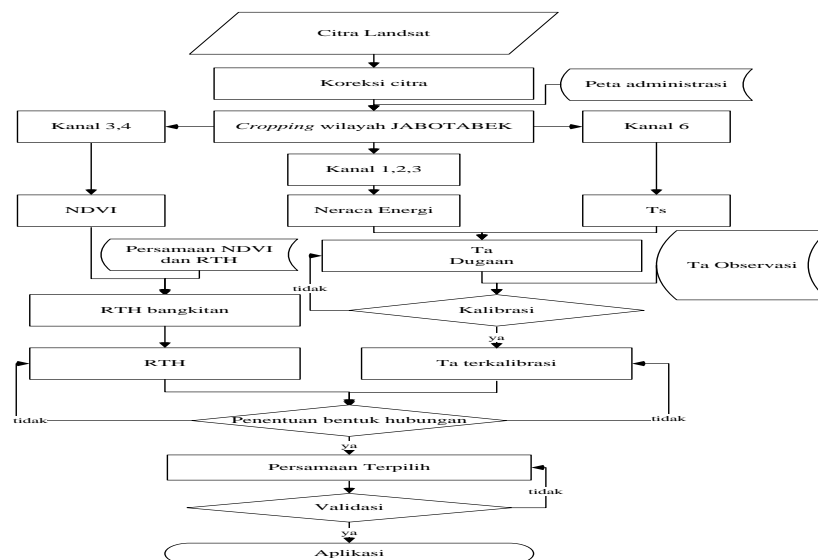 Citra Landsat
Koreksi citra
Peta administrasi
Kanal 3,4
Cropping wilayah JABOTABEK
Kanal 6
Kanal 1,2,3
NDVI
Neraca Energi
Ts
Persamaan NDVI
dan RTH
Ta
Dugaan
Ta Observasi
tidak
RTH bangkitan
Kalibrasi
ya
RTH
Ta terkalibrasi
tidak
Penentuan bentuk hubungan
tidak
ya
Persamaan Terpilih
tidak
Validasi
ya
Aplikasi